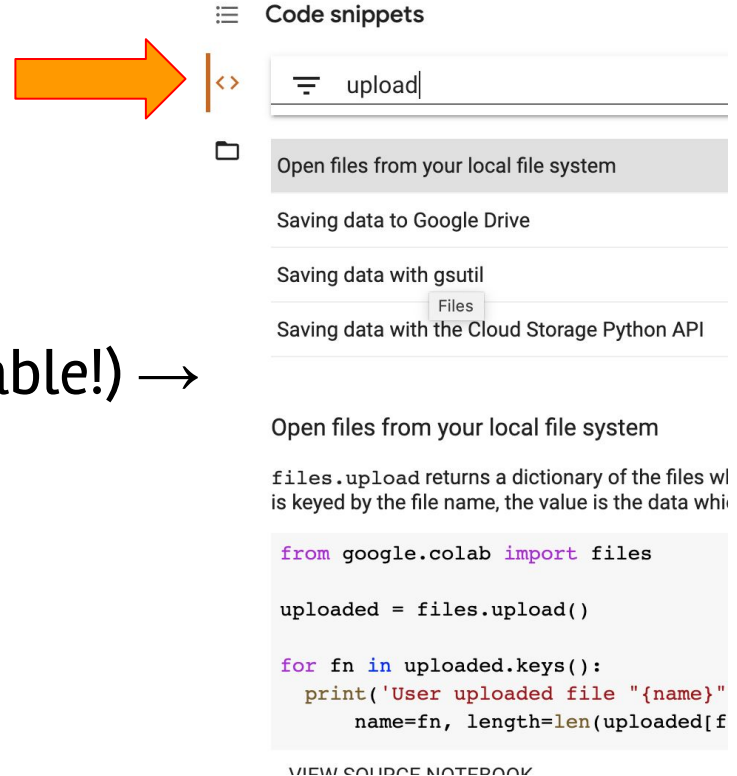 Code snippets
<>
upload
Open files from your local file system
Saving data to Google Drive
Saving data with gsutil
Files
Saving data with the Cloud Storage Python API
able!) →
Open files from your local file system
files.upload returns a dictionary of the files
is keyed by the file name, the value is the data
from google.colab import files
uploaded = files.upload()
for fn in uploaded.keys():
print('User uploaded file "{name}"
name=fn, length=len(uploaded[f
VIEW SOURCE NOTEBOOK